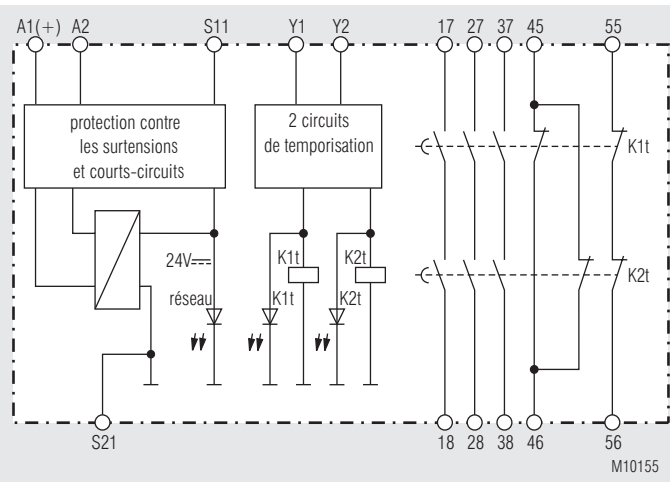 A1(+) A2 S11 Y1 Y2 17 27 37 45 55
protection contre
les surtensions
et courts-circuits
2 circuits
de temporisation
K1t
24V
K1t K2t
K2t
réseau K1t K2t
S21 18 28 38 46 56
M10155